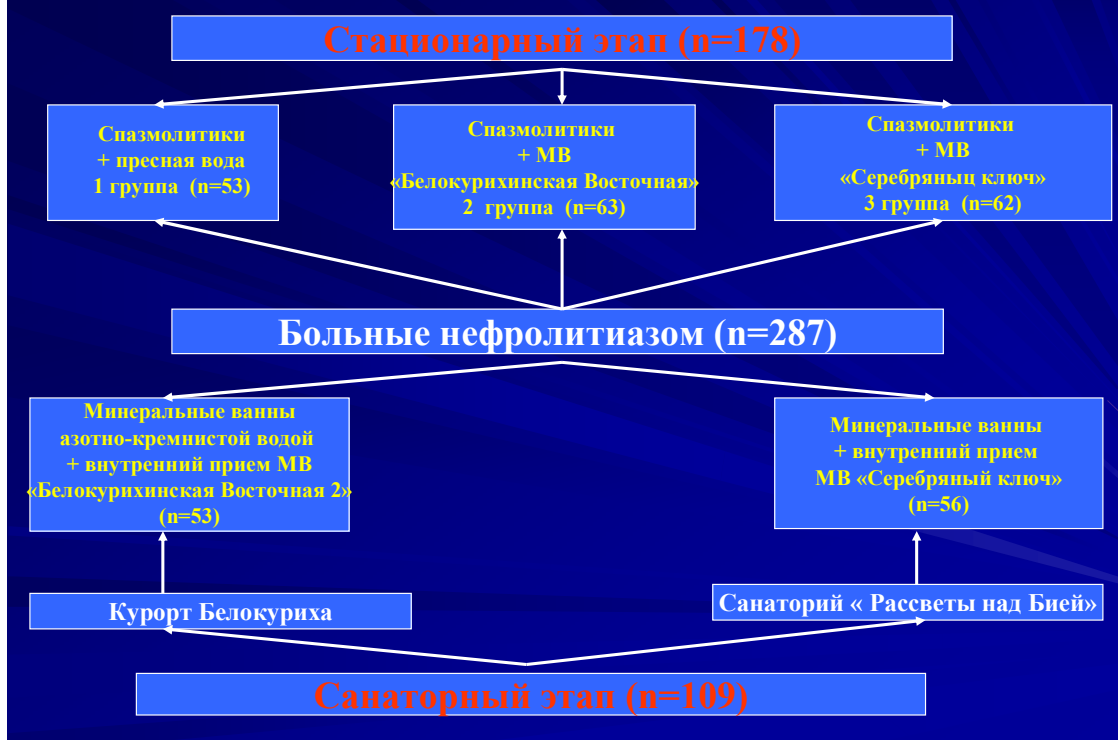 Стационарный этап (n=178)
Спазмолитики
+ пресная вода
1 группа (n=53)
Спазмолитики
+ МВ
«Белокурихинская Восточная»
2 группа (n=63)
Спазмолитики
+ МВ
«Серебряныц ключ»
3 группа (n=62)
Больные нефролитиазом (n=287)
Минеральные ванны
азотно-кремнистой водой
+ внутренний прием МВ
«Белокурихинская Восточная 2»
(n=53)
Минеральные ванны
+ внутренний прием
МВ «Серебряный ключ»
(n=56)
Курорт Белокуриха
Санаторий « Рассветы над Бией»
Санаторный этап (n=109)